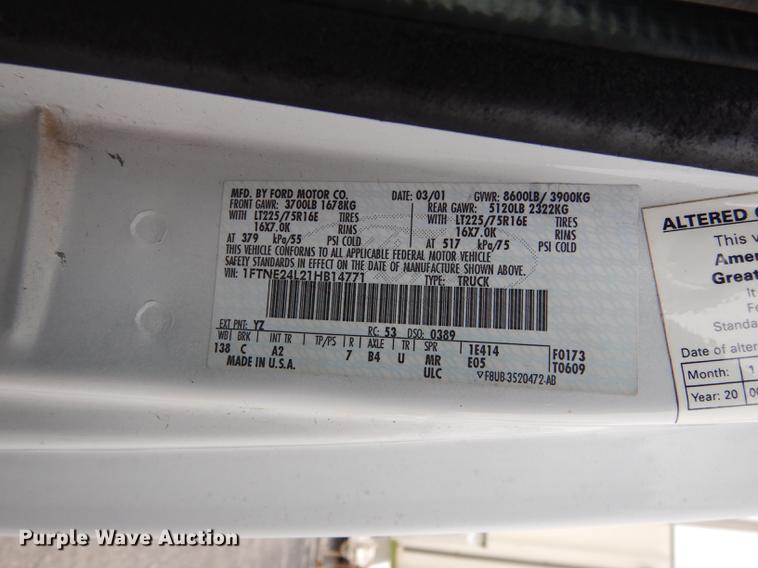 MFD. BY FORD MOTOR CO. DATE: 03/01 GVWR: 8600LB/ 3900KG
FRONT GAWR: 3700LB 1678KG REAR GAWR: 5120LB 2322KG
WITH LT225/75R16E TIRES WITH LT225/75R16E TIRES
16X7.0K RIMS 16X7.0K RIMS
AT 379 kPa/55 PSI COLD AT 517 kPa/75 PSI COLD
THIS VEHICLE CONFORMS TO ALL APPLICABLE FEDERAL MOTOR VEHICLE
SAFETY STANDARDS IN EFFECT ON THE DATE OF MANUFACTURE SHOWN ABOVE.
VIN: 1FTNE24L21HB14771 TYPE: TRUCK
EXT PNT: YZ RC: 53 DSO: 0389
WB BRK INT TR TP/PS R AXLE TR SPR 1E414 F0173
138 C A2 7 B4 U MR E05 T0609
MADE IN U.S.A. ULC F8UB-3520472-AB
ALTERED
This v
Amer
Great
It
Fe
Standa
Date of alter
Month: 1
Year: 20 0
Purple Wave Auction